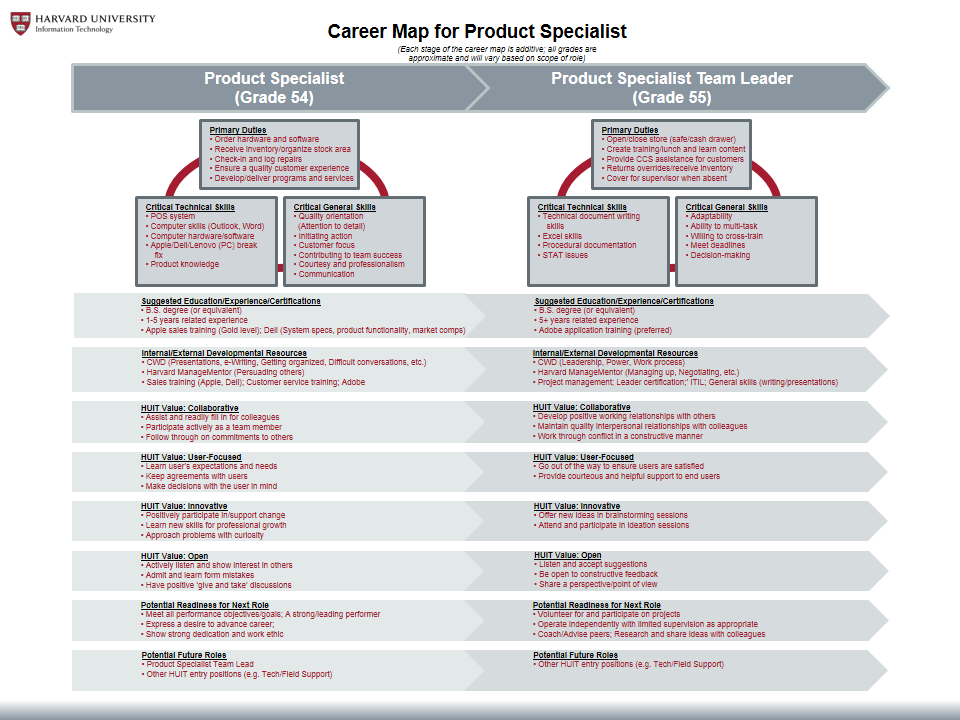 HARVARD UNIVERSITY
Information Technology
Career Map for Product Specialist
(Each stage of the career map is additive; all grades are
approximate and will vary based on scope of role)
Product Specialist
(Grade 54)
Product Specialist Team Leader
(Grade 55)
Primary Duties
• Order hardware and software
• Receive inventory/organize stock area
• Check-in and log repairs
• Ensure a quality customer experience
• Develop/deliver programs and services
Critical Technical Skills
• POS system
• Computer skills (Outlook, Word)
• Computer hardware/software
• Apple/Dell/Lenovo (PC) break
fix
• Product knowledge
Critical General Skills
• Quality orientation
(Attention to detail)
• Initiating action
• Customer focus
• Contributing to team success
• Courtesy and professionalism
• Communication
Primary Duties
• Open/close store (safe/cash drawer)
• Create training/lunch and learn content
• Provide CCS assistance for customers
• Returns overrides/receive inventory
• Cover for supervisor when absent
Critical Technical Skills
• Technical document writing
skills
• Excel skills
• Procedural documentation
• STAT issues
Critical General Skills
• Adaptability
• Ability to multi-task
• Willing to cross-train
• Meet deadlines
• Decision-making
Suggested Education/Experience/Certifications
• B.S. degree (or equivalent)
• 1-5 years related experience
• Apple sales training (Gold level); Dell (System specs, product functionality, market comps)
Suggested Education/Experience/Certifications
• B.S. degree (or equivalent)
• 5+ years related experience
• Adobe application training (preferred)
Internal/External Developmental Resources
• CWD (Presentations, e-Writing, Getting organized, Difficult conversations, etc.)
• Harvard ManageMentor (Persuading others)
• Sales training (Apple, Dell); Customer service training; Adobe
Internal/External Developmental Resources
• CWD (Leadership, Power, Work process)
• Harvard ManageMentor (Managing up, Negotiating, etc.)
• Project management; Leader certification;' ITIL; General skills (writing/presentations)
HUIT Value: Collaborative
• Assist and readily fill in for colleagues
• Participate actively as a team member
• Follow through on commitments to others
HUIT Value: Collaborative
• Develop positive working relationships with others
• Maintain quality interpersonal relationships with colleagues
• Work through conflict in a constructive manner
HUIT Value: User-Focused
• Learn user's expectations and needs
• Keep agreements with users
• Make decisions with the user in mind
HUIT Value: User-Focused
• Go out of the way to ensure users are satisfied
• Provide courteous and helpful support to end users
HUIT Value: Innovative
• Positively participate in/support change
• Learn new skills for professional growth
• Approach problems with curiosity
HUIT Value: Innovative
• Offer new ideas in brainstorming sessions
• Attend and participate in ideation sessions
HUIT Value: Open
• Actively listen and show interest in others
• Admit and learn form mistakes
• Have positive 'give and take' discussions
HUIT Value: Open
• Listen and accept suggestions
• Be open to constructive feedback
• Share a perspective/point of view
Potential Readiness for Next Role
• Meet all performance objectives/goals; A strong/leading performer
• Express a desire to advance career;
• Show strong dedication and work ethic
Potential Readiness for Next Role
• Volunteer for and participate on projects
• Operate independently with limited supervision as appropriate
• Coach/Advise peers; Research and share ideas with colleagues
Potential Future Roles
• Product Specialist Team Lead
• Other HUIT entry positions (e.g. Tech/Field Support)
Potential Future Roles
• Other HUIT entry positions (e.g. Tech/Field Support)